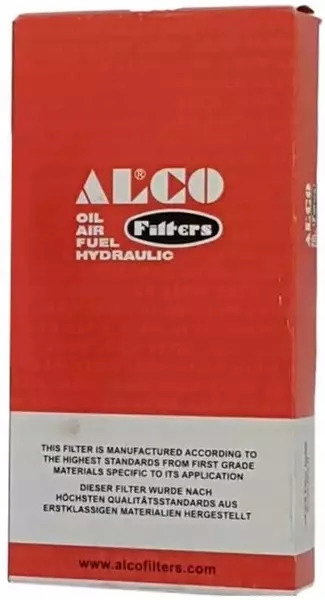 ALCO®
OIL
AIR
FUEL
HYDRAULIC
Filters
THIS FILTER IS MANUFACTURED ACCORDING TO
THE HIGHEST STANDARDS FROM FIRST GRADE
MATERIALS SPECIFIC TO ITS APPLICATION
DIESER FILTER WURDE NACH
HÖCHSTEN QUALITÄTSSTANDARDS AUS
ERSTKLASSIGEN MATERIALIEN HERGESTELLT
www.alcofilters.com